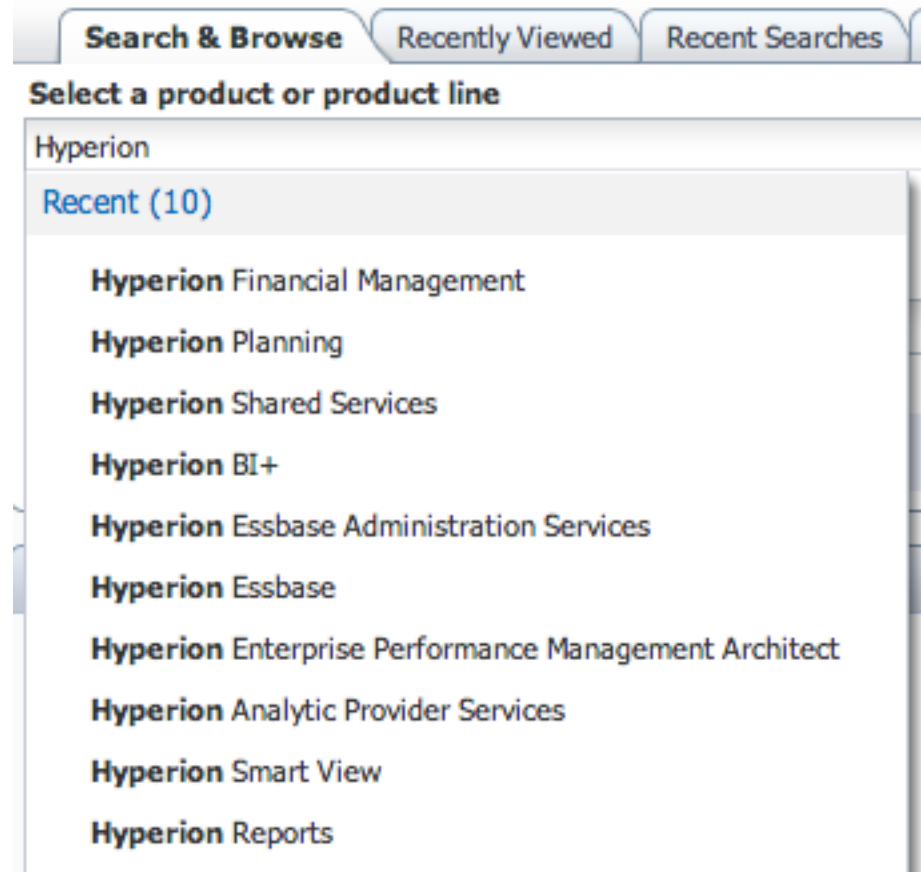 Search & Browse Recently Viewed Recent Searches
Select a product or product line
Hyperion
Recent (10)
Hyperion Financial Management
Hyperion Planning
Hyperion Shared Services
Hyperion BI+
Hyperion Essbase Administration Services
Hyperion Essbase
Hyperion Enterprise Performance Management Architect
Hyperion Analytic Provider Services
Hyperion Smart View
Hyperion Reports